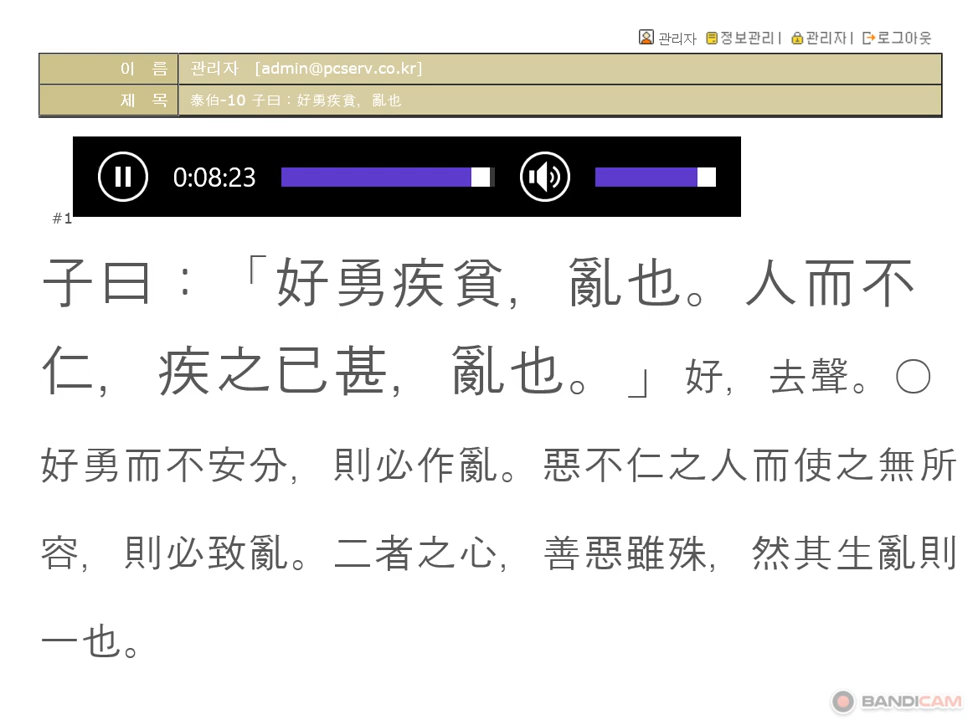 관리자 정보관리| 관리자| 로그아웃
이 름 관리자 [admin@pcserv.co.kr]
제 목 泰伯-10 子曰：好勇疾貧，亂也
0:08:23
#1
子曰：「好勇疾貧，亂也。人而不
仁，疾之已甚，亂也。」好，去聲。○
好勇而不安分，則必作亂。惡不仁之人而使之無所
容，則必致亂。二者之心，善惡雖殊，然其生亂則
一也。
BANDICAM